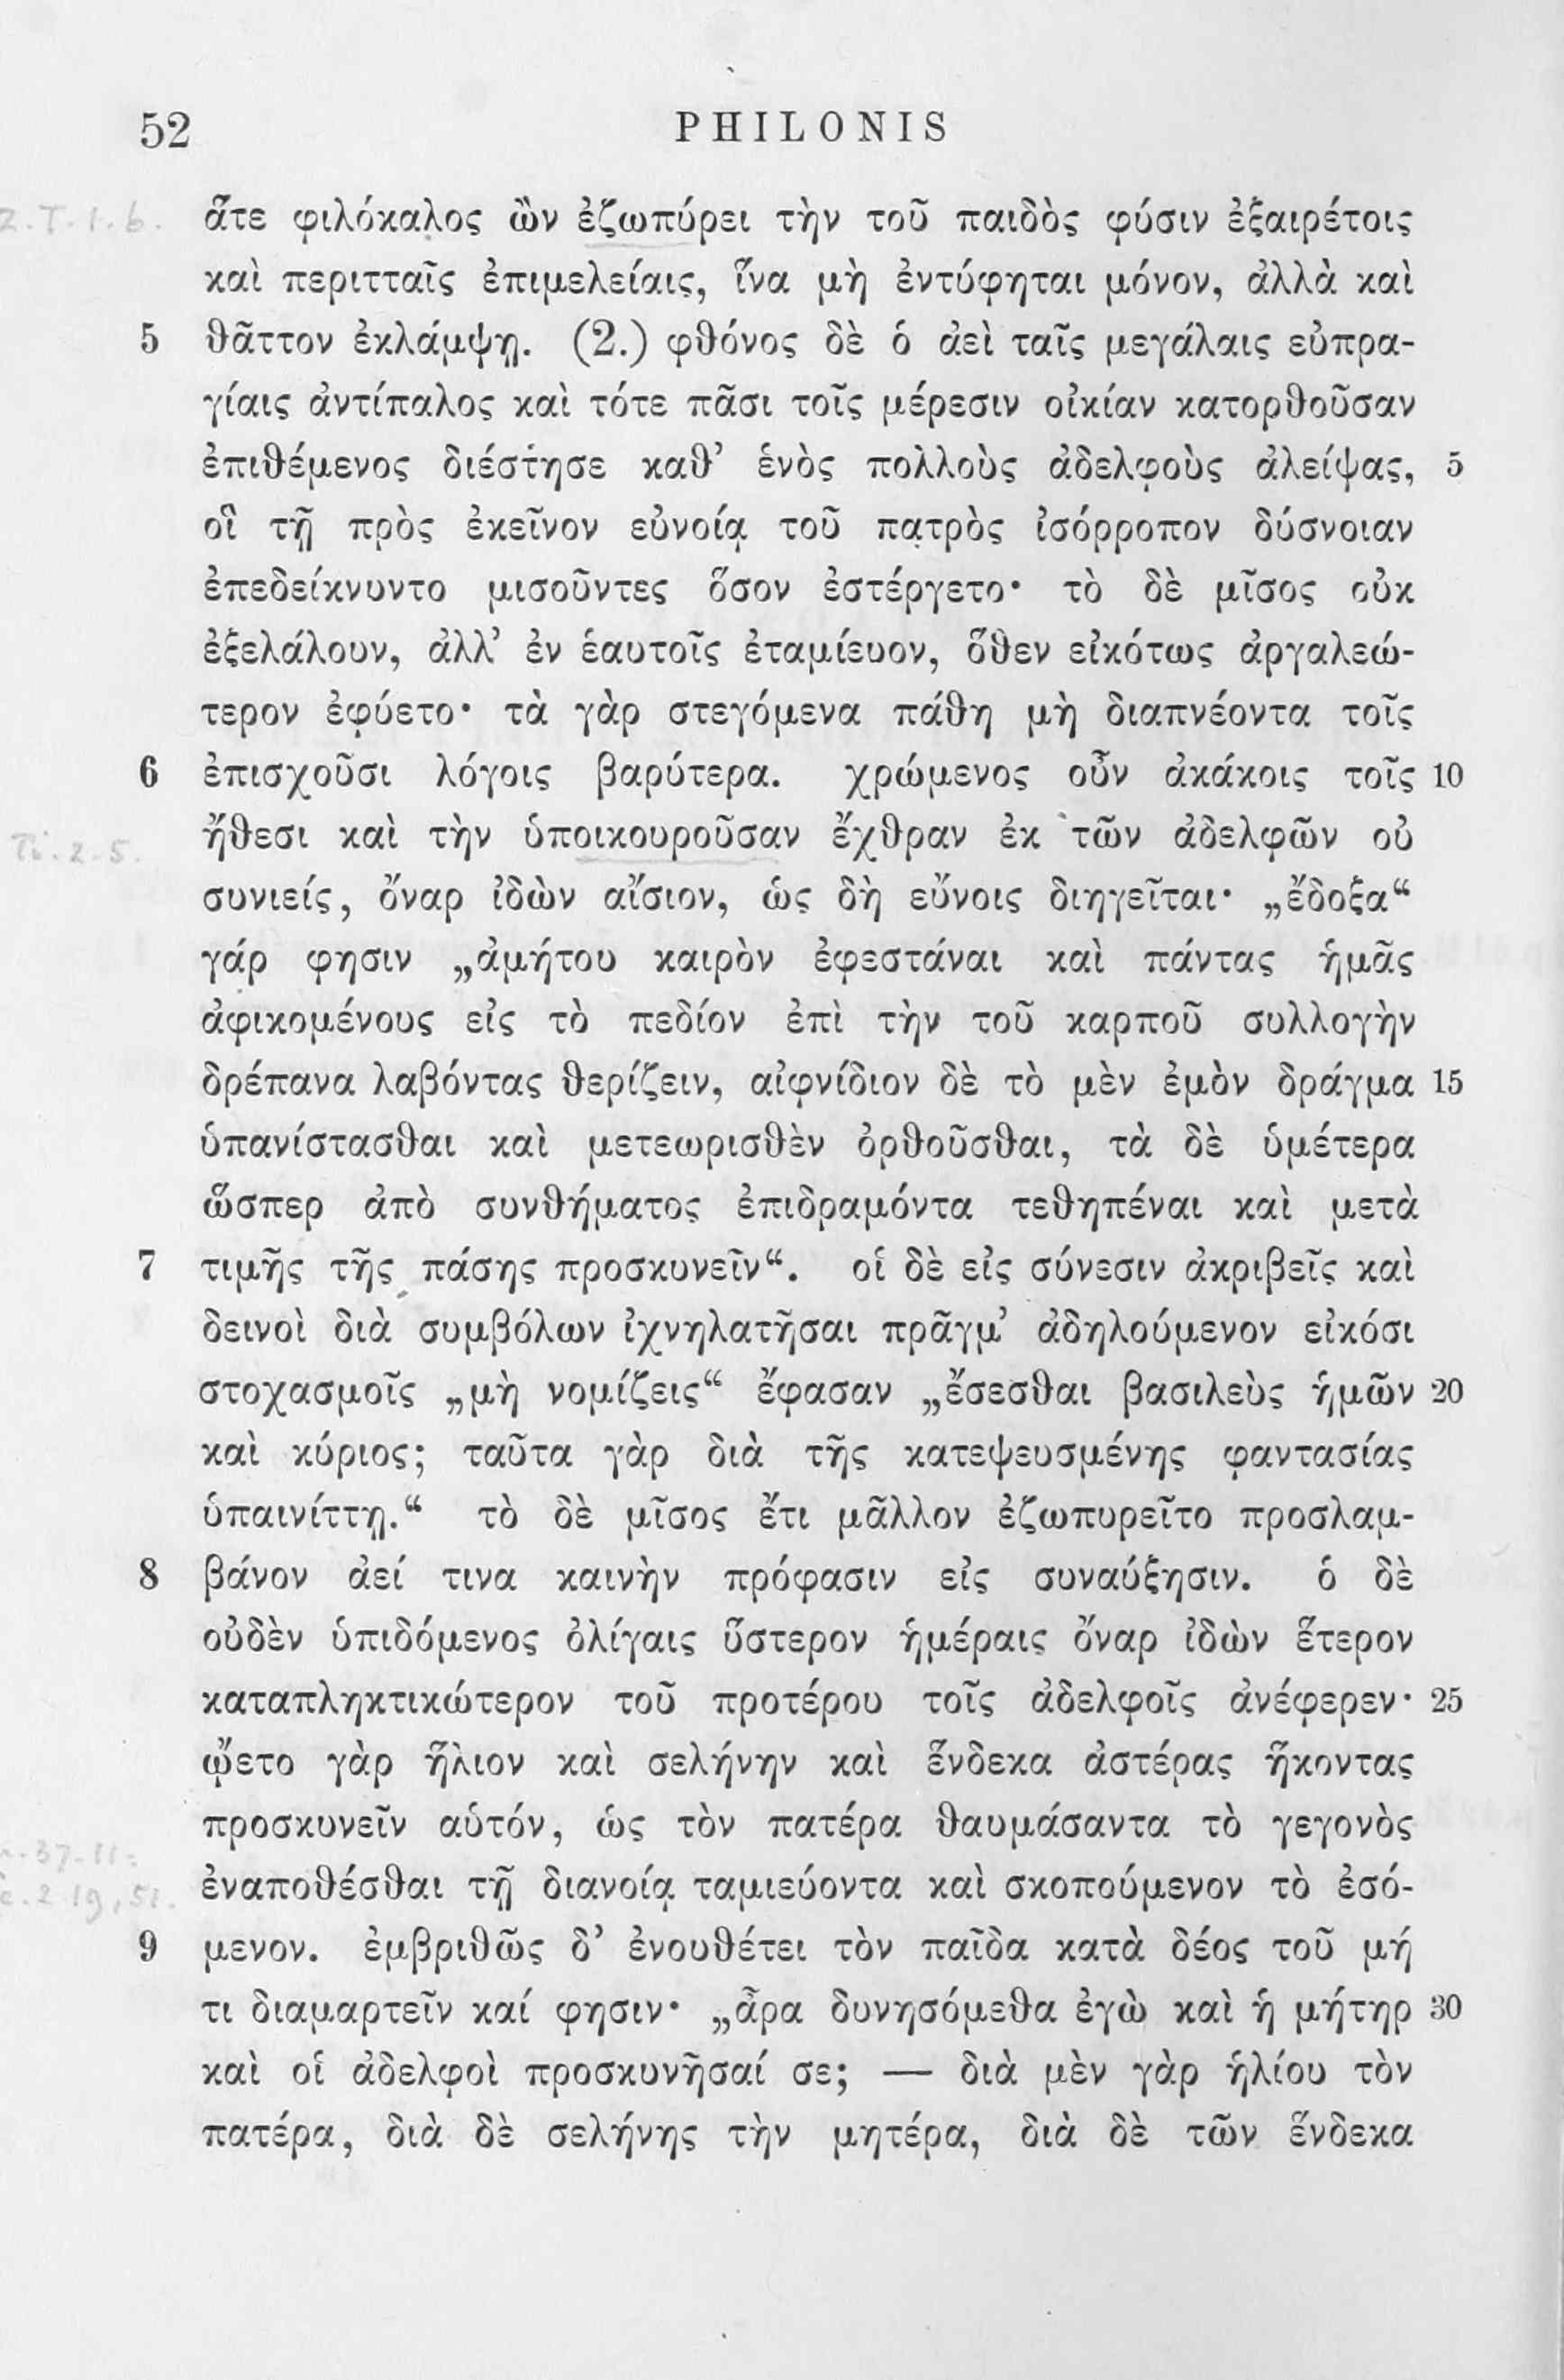 52 PHILONIS
2. T. 1. 6. ἅτε φιλόκαλος ὢν ἐζωπύρει τὴν τοῦ παιδὸς φύσιν ἐξαιρέτοις
καὶ περιτταῖς ἐπιμελείαις, ἵνα μὴ ἐντύφηται μόνον, ἀλλὰ καὶ
5 θᾶττον ἐκλάμψῃ. (2.) φθόνος δὲ ὁ ἀεὶ ταῖς μεγάλαις εὐπρα-
γίαις ἀντίπαλος καὶ τότε πᾶσι τοῖς μέρεσιν οἰκίαν κατορθοῦσαν
ἐπιθέμενος διέστησε καθ’ ἑνὸς πολλοὺς ἀδελφοὺς ἀλείψας, 5
οἳ τῇ πρὸς ἐκεῖνον εὐνοίᾳ τοῦ πατρὸς ἰσόρροπον δύσνοιαν
ἐπεδείκνυντο μισοῦντες ὅσον ἐστέργετο· τὸ δὲ μῖσος οὐκ
ἐξελάλουν, ἀλλ’ ἐν ἑαυτοῖς ἐταμίευον, ὅθεν εἰκότως ἀργαλεώ-
τερον ἐφύετο· τὰ γὰρ στεγόμενα πάθη μὴ διαπνέοντα τοῖς
6 ἐπισχοῦσι λόγοις βαρύτερα. χρώμενος οὖν ἀκάκοις τοῖς 10
ἤθεσι καὶ τὴν ὑποικουροῦσαν ἔχθραν ἐκ τῶν ἀδελφῶν οὐ
συνιείς, ὄναρ ἰδὼν αἴσιον, ὡς δὴ εὔνοις διηγεῖται· „ἔδοξα“
γάρ φησιν „ἀμήτου καιρὸν ἐφεστάναι καὶ πάντας ἡμᾶς
ἀφικομένους εἰς τὸ πεδίον ἐπὶ τὴν τοῦ καρποῦ συλλογὴν
δρέπανα λαβόντας θερίζειν, αἰφνίδιον δὲ τὸ μὲν ἐμὸν δράγμα 15
ὑπανίστασθαι καὶ μετεωρισθὲν ὀρθοῦσθαι, τὰ δὲ ὑμέτερα
ὥσπερ ἀπὸ συνθήματος ἐπιδραμόντα τεθηπέναι καὶ μετὰ
7 τιμῆς τῆς πάσης προσκυνεῖν“. οἱ δὲ εἰς σύνεσιν ἀκριβεῖς καὶ
δεινοὶ διὰ συμβόλων ἰχνηλατῆσαι πρᾶγμ’ ἀδηλούμενον εἰκόσι
στοχασμοῖς „μὴ νομίζεις“ ἔφασαν „ἔσεσθαι βασιλεὺς ἡμῶν 20
καὶ κύριος; ταῦτα γὰρ διὰ τῆς κατεψευσμένης φαντασίας
ὑπαινίττῃ.“ τὸ δὲ μῖσος ἔτι μᾶλλον ἐζωπυρεῖτο προσλαμ-
8 βάνον ἀεί τινα καινὴν πρόφασιν εἰς συναύξησιν. ὁ δὲ
οὐδὲν ὑπιδόμενος ὀλίγαις ὕστερον ἡμέραις ὄναρ ἰδὼν ἕτερον
καταπληκτικώτερον τοῦ προτέρου τοῖς ἀδελφοῖς ἀνέφερεν· 25
ᾤετο γὰρ ἥλιον καὶ σελήνην καὶ ἕνδεκα ἀστέρας ἥκοντας
προσκυνεῖν αὑτόν, ὡς τὸν πατέρα θαυμάσαντα τὸ γεγονὸς
ἐναποθέσθαι τῇ διανοίᾳ ταμιεύοντα καὶ σκοπούμενον τὸ ἐσό-
9 μενον. ἐμβριθῶς δ’ ἐνουθέτει τὸν παῖδα κατὰ δέος τοῦ μή
τι διαμαρτεῖν καί φησιν· „ἆρα δυνησόμεθα ἐγὼ καὶ ἡ μήτηρ 30
καὶ οἱ ἀδελφοὶ προσκυνῆσαί σε; — διὰ μὲν γὰρ ἡλίου τὸν
πατέρα, διὰ δὲ σελήνης τὴν μητέρα, διὰ δὲ τῶν ἕνδεκα